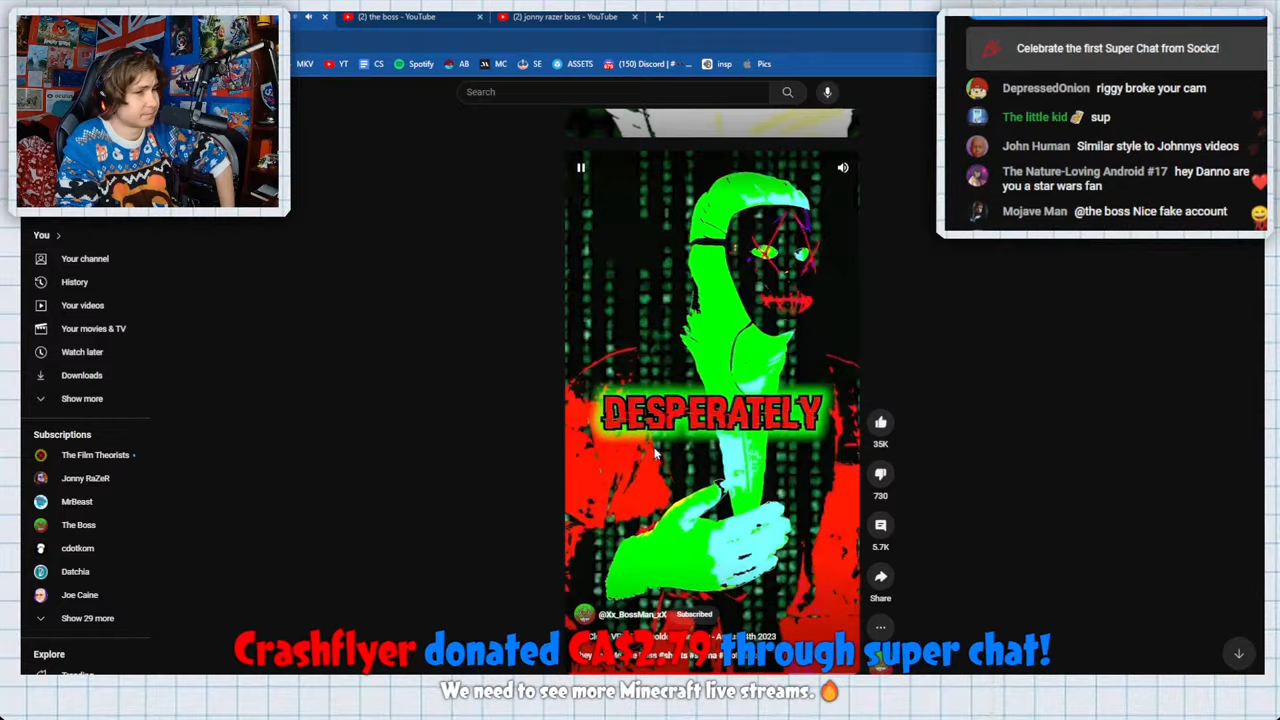 (2) the boss - YouTube
(2) jonny razer boss - YouTube
MKV
YT
CS
Spotify
AB
MC
SE
ASSETS
(150) Discord | #
insp
Pics
Search
Celebrate the first Super Chat from Sockz!
DepressedOnion rIggy broke your cam
The little kid sup
John Human Similar style to Johnnys videos
The Nature-Loving Android #17 hey Danno are
you a star wars fan
Mojave Man @the boss Nice fake account
You
Your channel
History
Your videos
Your movies & TV
Watch later
Downloads
Show more
Subscriptions
The Film Theorists
Jonny RaZeR
MrBeast
The Boss
cdotkom
Datchia
Joe Caine
Show 29 more
Explore
DESPERATELY
35K
730
5.7K
Share
@Xx_BossMan_xX Subscribed
2023
Crashflyer donated CA$2.79 through super chat!
We need to see more Minecraft live streams.